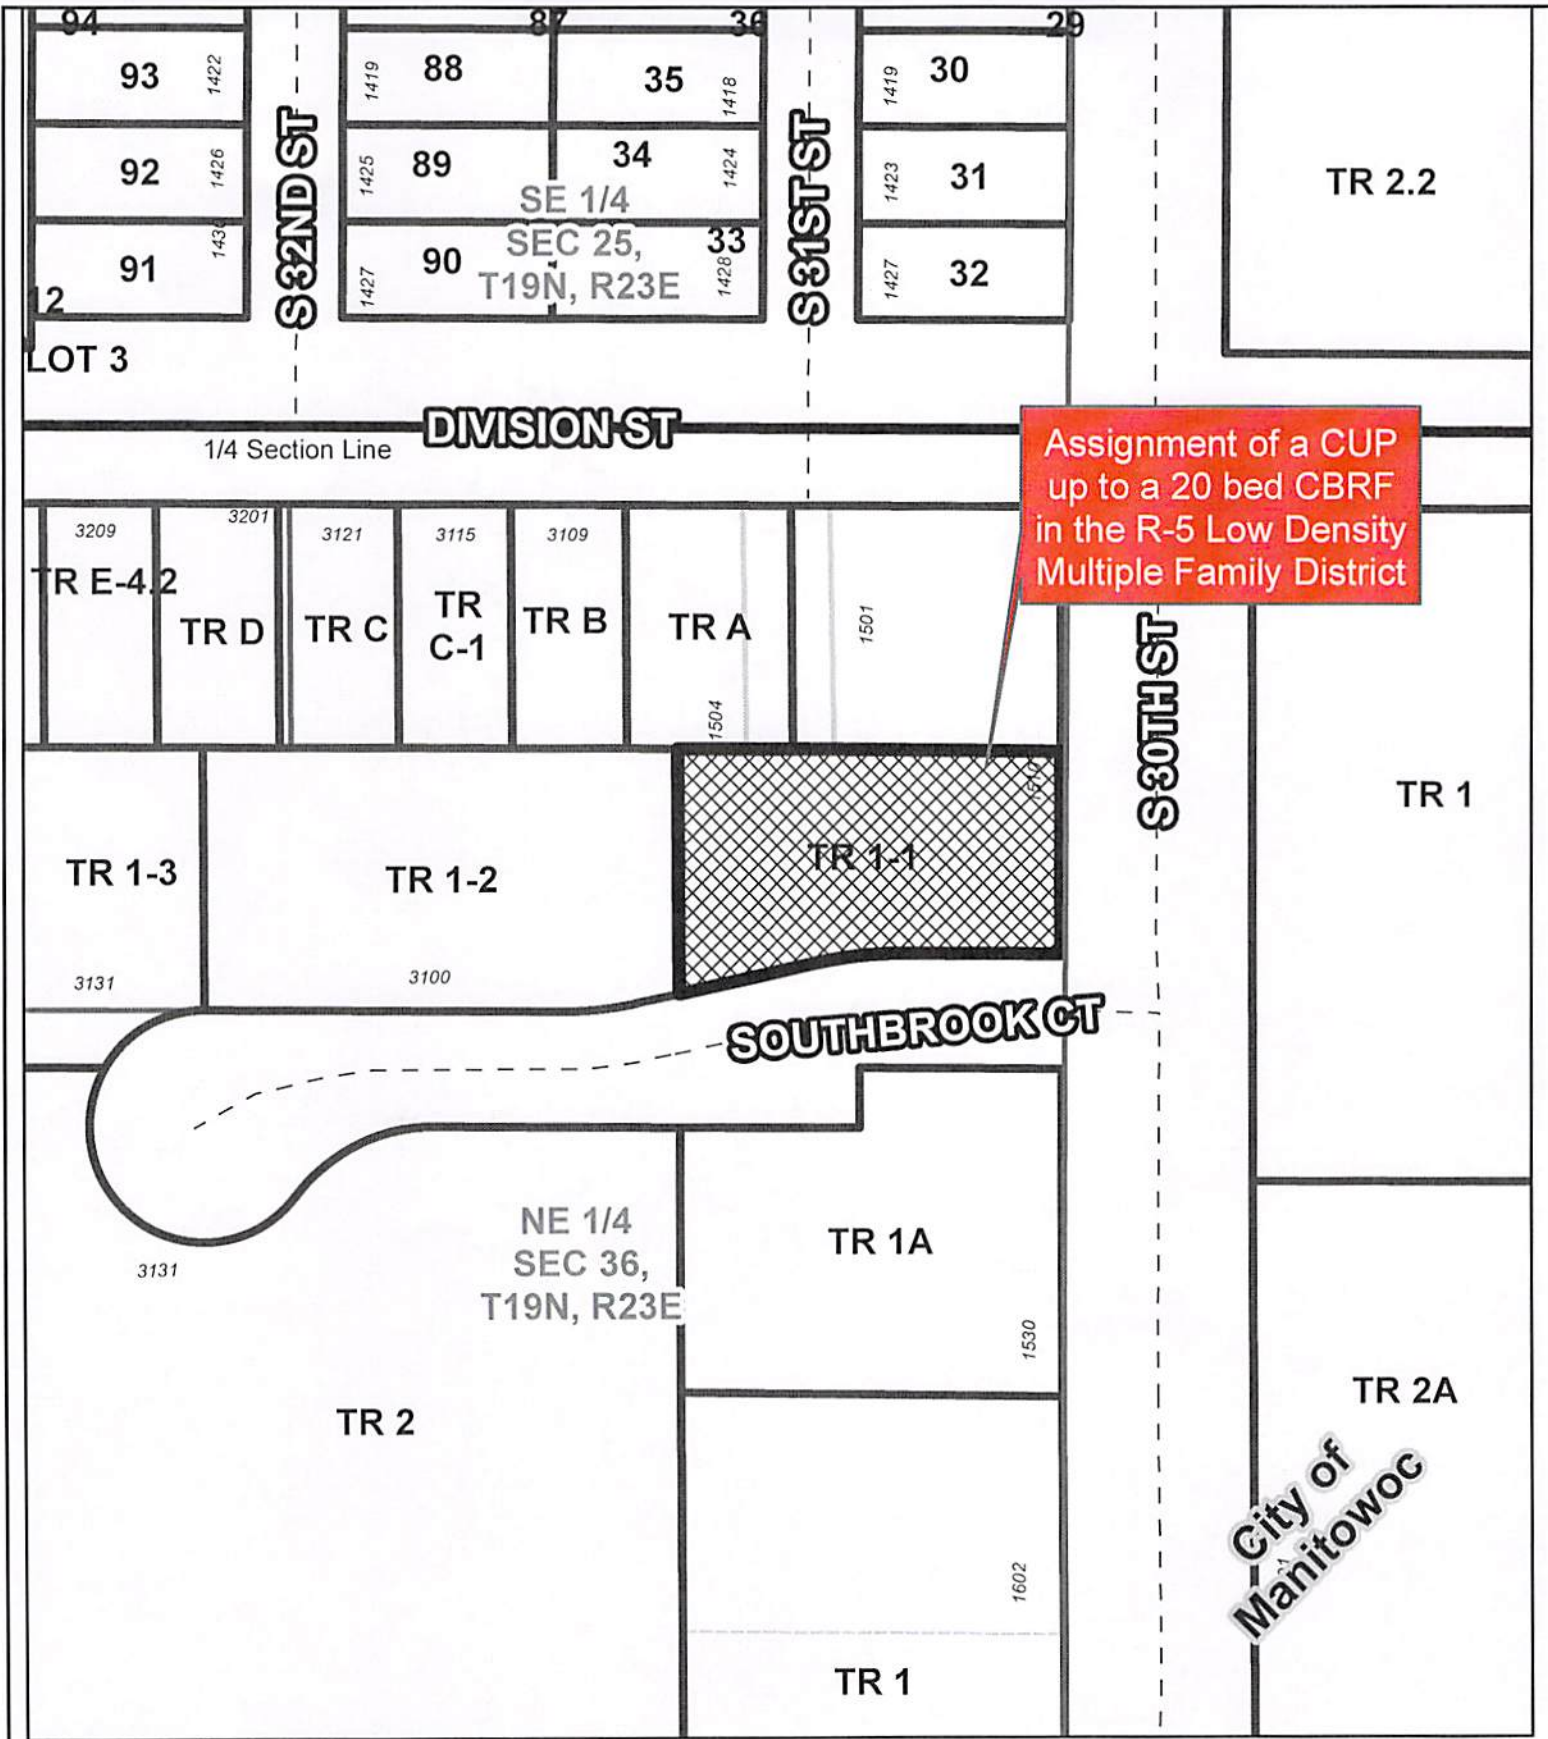 94
87
36
29
93
1422
1419
88
35
1418
1419
30
92
1426
1425
89
34
1424
1423
31
TR 2.2
91
1430
1427
90
33
1428
1427
32
SE 1/4
SEC 25,
T19N, R23E
S 32ND ST
S 31ST ST
12
LOT 3
DIVISION ST
1/4 Section Line
Assignment of a CUP
up to a 20 bed CBRF
in the R-5 Low Density
Multiple Family District
3209
3201
3121
3115
3109
TR E-4.2
TR D
TR C
TR
C-1
TR B
TR A
1504
1501
S 30TH ST
1510
TR 1
TR 1-3
TR 1-2
TR 1-1
3131
3100
SOUTHBROOK CT
3131
NE 1/4
SEC 36,
T19N, R23E
TR 1A
1530
TR 2
TR 2A
City of
Manitowoc
1602
TR 1